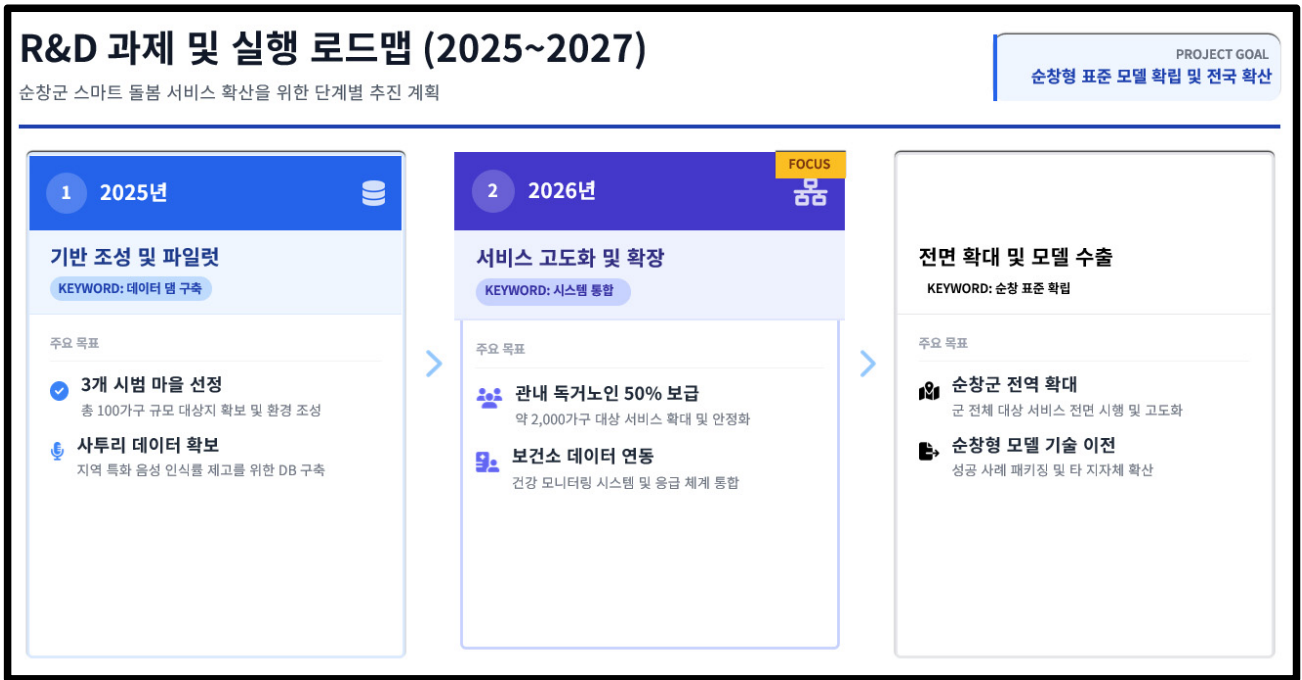 R&D 과제 및 실행 로드맵 (2025~2027)
순창군 스마트 돌봄 서비스 확산을 위한 단계별 추진 계획
PROJECT GOAL
순창형 표준 모델 확립 및 전국 확산
1 2025년
기반 조성 및 파일럿
KEYWORD: 데이터 댐 구축
주요 목표
3개 시범 마을 선정
총 100가구 규모 대상지 확보 및 환경 조성
사투리 데이터 확보
지역 특화 음성 인식률 제고를 위한 DB 구축
FOCUS
2 2026년
서비스 고도화 및 확장
KEYWORD: 시스템 통합
주요 목표
관내 독거노인 50% 보급
약 2,000가구 대상 서비스 확대 및 안정화
보건소 데이터 연동
건강 모니터링 시스템 및 응급 체계 통합
전면 확대 및 모델 수출
KEYWORD: 순창 표준 확립
주요 목표
순창군 전역 확대
군 전체 대상 서비스 전면 시행 및 고도화
순창형 모델 기술 이전
성공 사례 패키징 및 타 지자체 확산